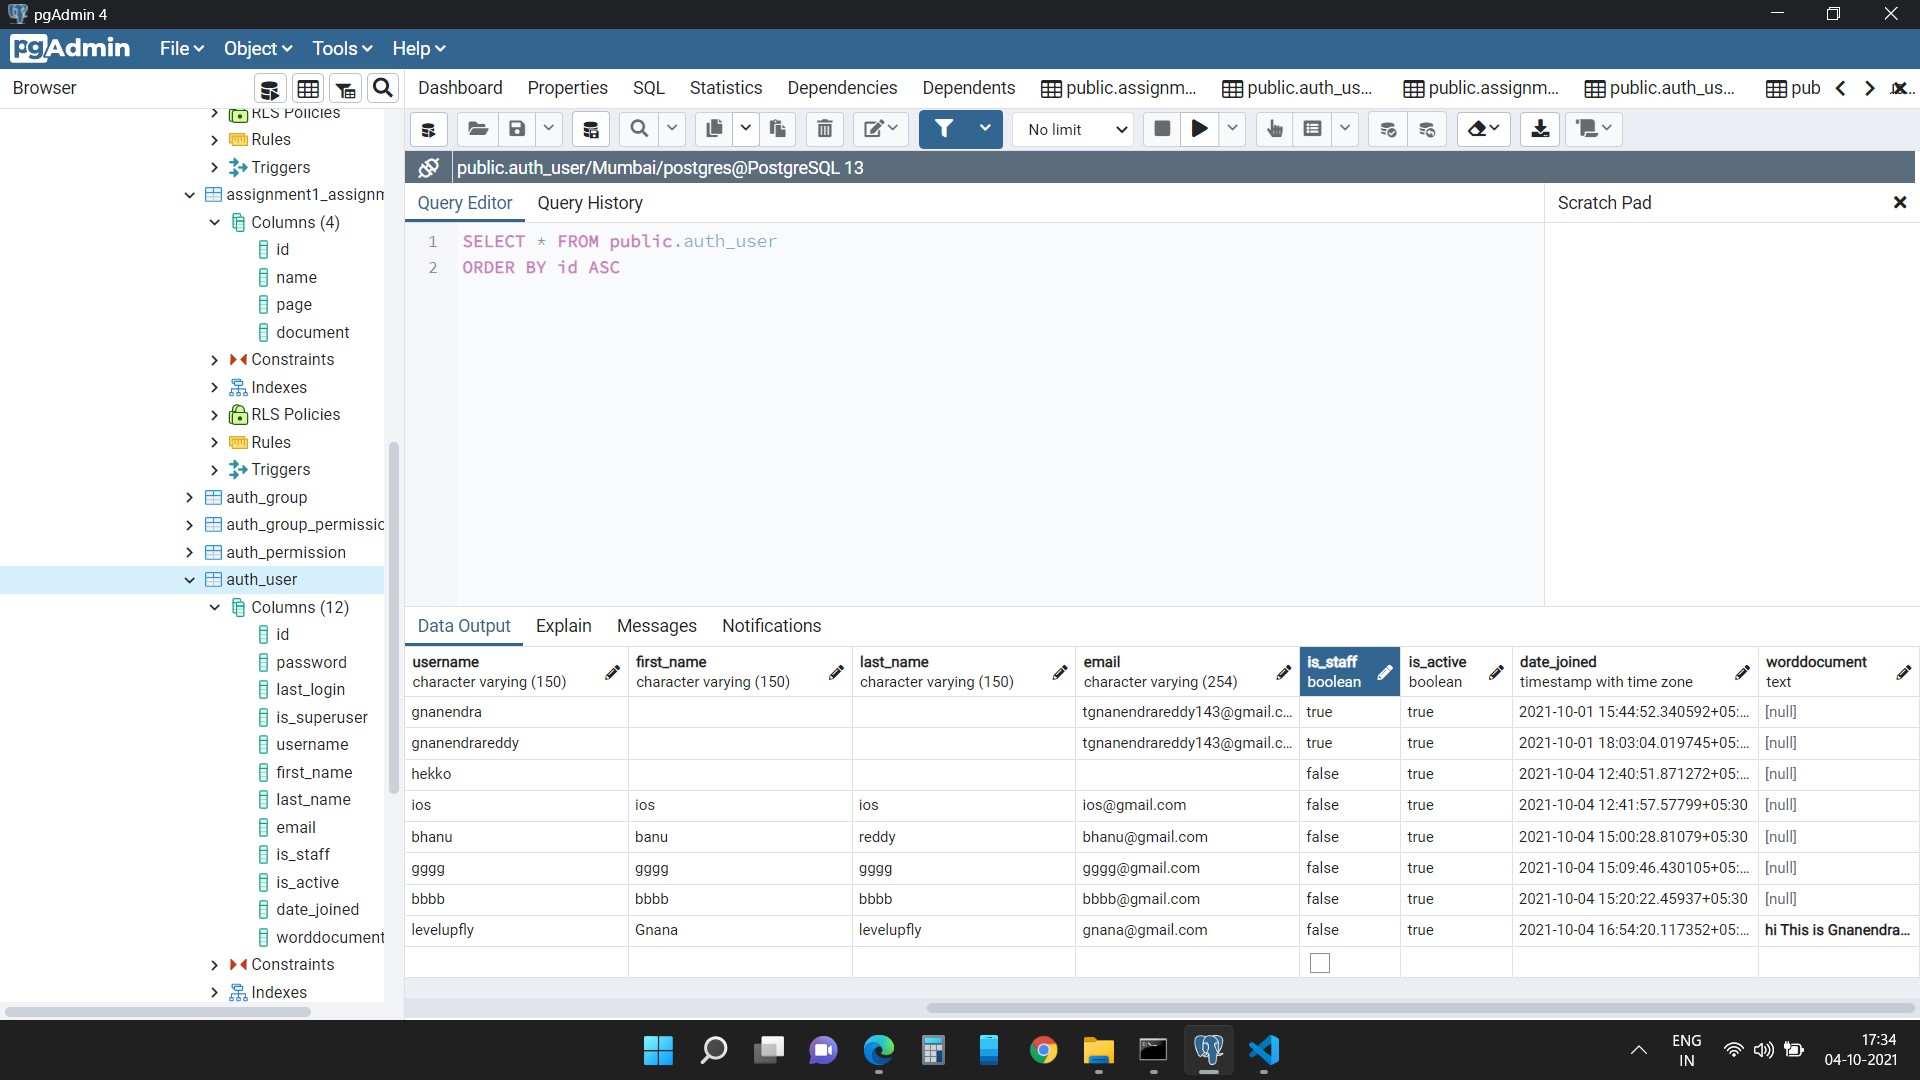 pgAdmin 4
pgAdmin File Object Tools Help
Browser
Dashboard Properties SQL Statistics Dependencies Dependents public.assignm... public.auth_us... public.assignm... public.auth_us... pub
No limit
public.auth_user/Mumbai/postgres@PostgreSQL 13
Query Editor Query History
Scratch Pad
1 SELECT * FROM public.auth_user
2 ORDER BY id ASC
RLS Policies
Rules
Triggers
assignment1_assignm
Columns (4)
id
name
page
document
Constraints
Indexes
RLS Policies
Rules
Triggers
auth_group
auth_group_permissio
auth_permission
auth_user
Columns (12)
id
password
last_login
is_superuser
username
first_name
last_name
email
is_staff
is_active
date_joined
worddocument
Constraints
Indexes
Data Output Explain Messages Notifications
username first_name last_name email is_staff is_active date_joined worddocument
character varying (150) character varying (150) character varying (150) character varying (254) boolean boolean timestamp with time zone text
gnanendra tgnanendrareddy143@gmail.c... true true 2021-10-01 15:44:52.340592+05:... [null]
gnanendrareddy tgnanendrareddy143@gmail.c... true true 2021-10-01 18:03:04.019745+05:... [null]
hekko false true 2021-10-04 12:40:51.871272+05:... [null]
ios ios ios ios@gmail.com false true 2021-10-04 12:41:57.57799+05:30 [null]
bhanu banu reddy bhanu@gmail.com false true 2021-10-04 15:00:28.81079+05:30 [null]
gggg gggg gggg gggg@gmail.com false true 2021-10-04 15:09:46.430105+05:... [null]
bbbb bbbb bbbb bbbb@gmail.com false true 2021-10-04 15:20:22.45937+05:30 [null]
levelupfly Gnana levelupfly gnana@gmail.com false true 2021-10-04 16:54:20.117352+05:... hi This is Gnanendra...
ENG
IN
17:34
04-10-2021